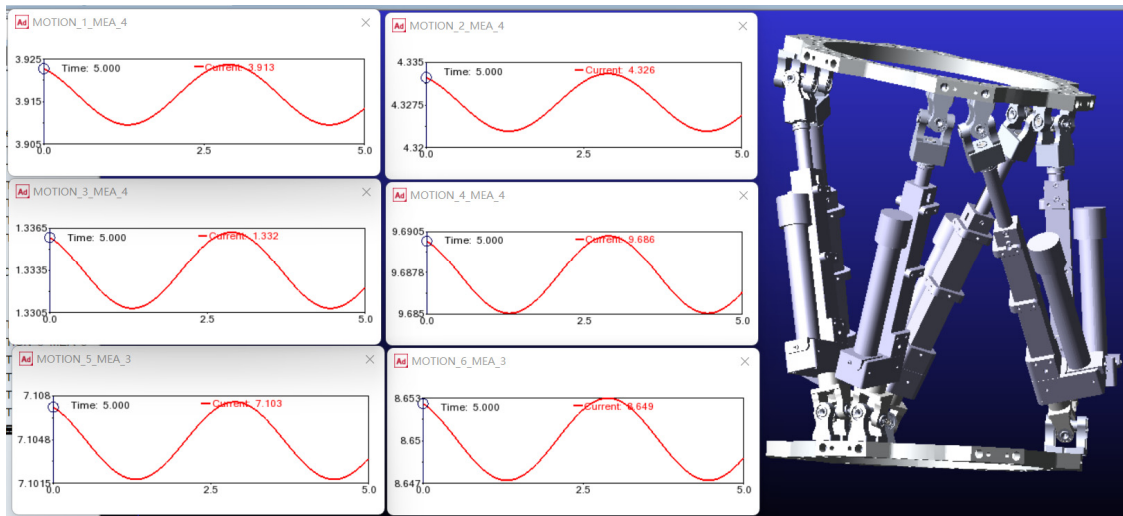 Ad MOTION_1_MEA_4
3.925
Time: 5.000
Current: 3.913
3.915
3.905
0.0
2.5
5.0
Ad MOTION_2_MEA_4
4.335
Time: 5.000
Current: 4.326
4.3275
4.32
0.0
2.5
5.0
Ad MOTION_3_MEA_4
1.3365
Time: 5.000
Current: 1.332
1.3335
1.3305
0.0
2.5
5.0
Ad MOTION_4_MEA_4
9.6905
Time: 5.000
Current: 9.686
9.6878
9.685
0.0
2.5
5.0
Ad MOTION_5_MEA_3
7.108
Time: 5.000
Current: 7.103
7.1048
7.1015
0.0
2.5
5.0
Ad MOTION_6_MEA_3
8.653
Time: 5.000
Current: 8.649
8.65
8.647
0.0
2.5
5.0